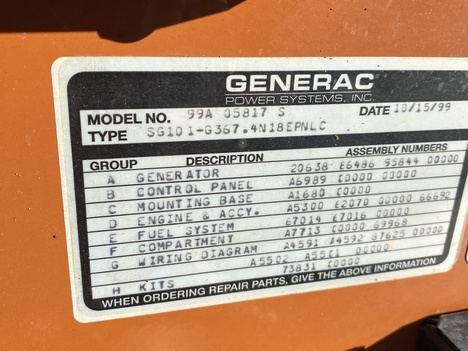 GENERAC
POWER SYSTEMS, INC.
MODEL NO. 99A 05817 S DATE 10/15/99
TYPE SG101-G367.4N18EPNLC
GROUP DESCRIPTION ASSEMBLY NUMBERS
A GENERATOR 20638 E6486 95844 00000
B CONTROL PANEL A6989 C0000 00000
C MOUNTING BASE A1680 C0000
D ENGINE & ACCY. A5300 E2070 00000 66692
E FUEL SYSTEM 67014 E7016 00000
F COMPARTMENT A7713 C0000 69968
G WIRING DIAGRAM A4591 A4592 87625 00000
A5502 A5501 00000
H KITS 73831 C0000
WHEN ORDERING REPAIR PARTS, GIVE THE ABOVE INFORMATION